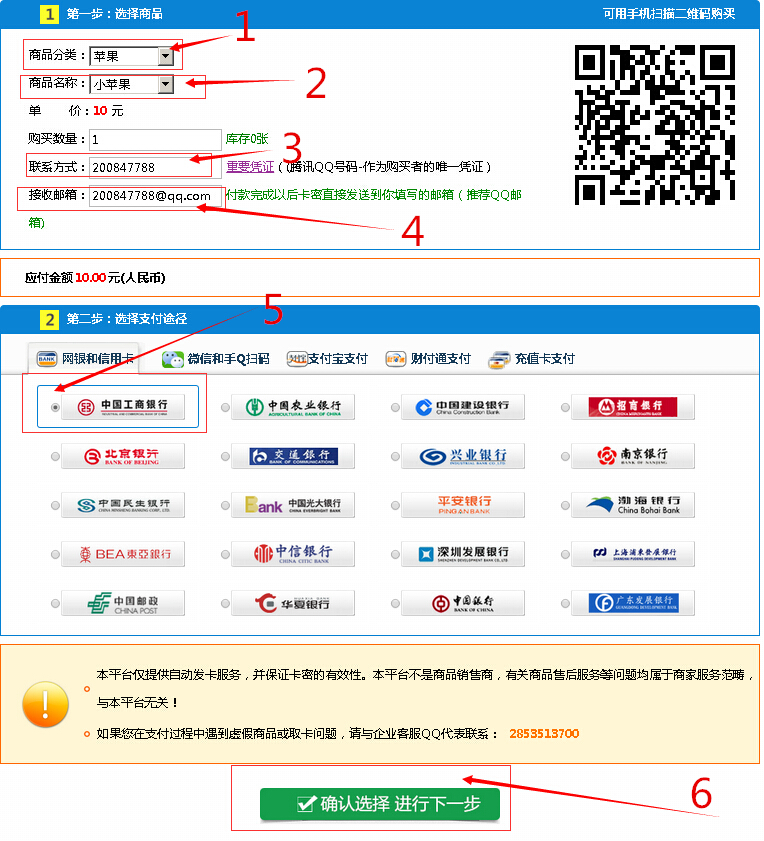 1 第一步：选择商品 可用手机扫描二维码购买
1
商品分类： 苹果
2
商品名称： 小苹果
单 价：10 元
购买数量： 1 库存0张
3
联系方式： 200847788 重要凭证（(腾讯QQ号码-作为购买者的唯一凭证）
接收邮箱： 200847788@qq.com 付款完成以后卡密直接发送到你填写的邮箱（推荐QQ邮
箱)
4
应付金额 10.00 元(人民币)
5
2 第二步：选择支付途径
BANK 网银和信用卡 微信和手Q扫码 支付宝支付 财付通支付 充值卡支付
中国工商银行 中国农业银行 中国建设银行 招商银行
INDUSTRIAL AND COMMERCIAL BANK OF CHINA AGRICULTURAL BANK OF CHINA China Construction Bank CHINA MERCHANTS BANK
北京银行 交通银行 兴业银行 南京银行
BANK OF BEIJING BANK OF COMMUNICATIONS INDUSTRIAL BANK CO.,LTD. BANK OF NANJING
中国民生银行 Bank 中国光大银行 平安银行 渤海银行
CHINA MINSHENG BANKING CORP., LTD. CHINA EVERBRIGHT BANK PING AN BANK China Bohai Bank
BEA東亞銀行 中信银行 深圳发展银行 上海浦东发展银行
CHINA CITIC BANK SHENZHEN DEVELOPMENT BANK CO.,LTD. SHANGHAI PUDONG DEVELOPMENT BANK
中国邮政 华夏银行 中国银行 广东发展银行
CHINA POST HUAXIA BANK BANK OF CHINA GUANGDONG DEVELOPMENT BANK
本平台仅提供自动发卡服务，并保证卡密的有效性。本平台不是商品销售商，有关商品售后服务等问题均属于商家服务范畴，
与本平台无关！
如果您在支付过程中遇到虚假商品或取卡问题，请与企业客服QQ代表联系： 2853513700
确认选择 进行下一步
6